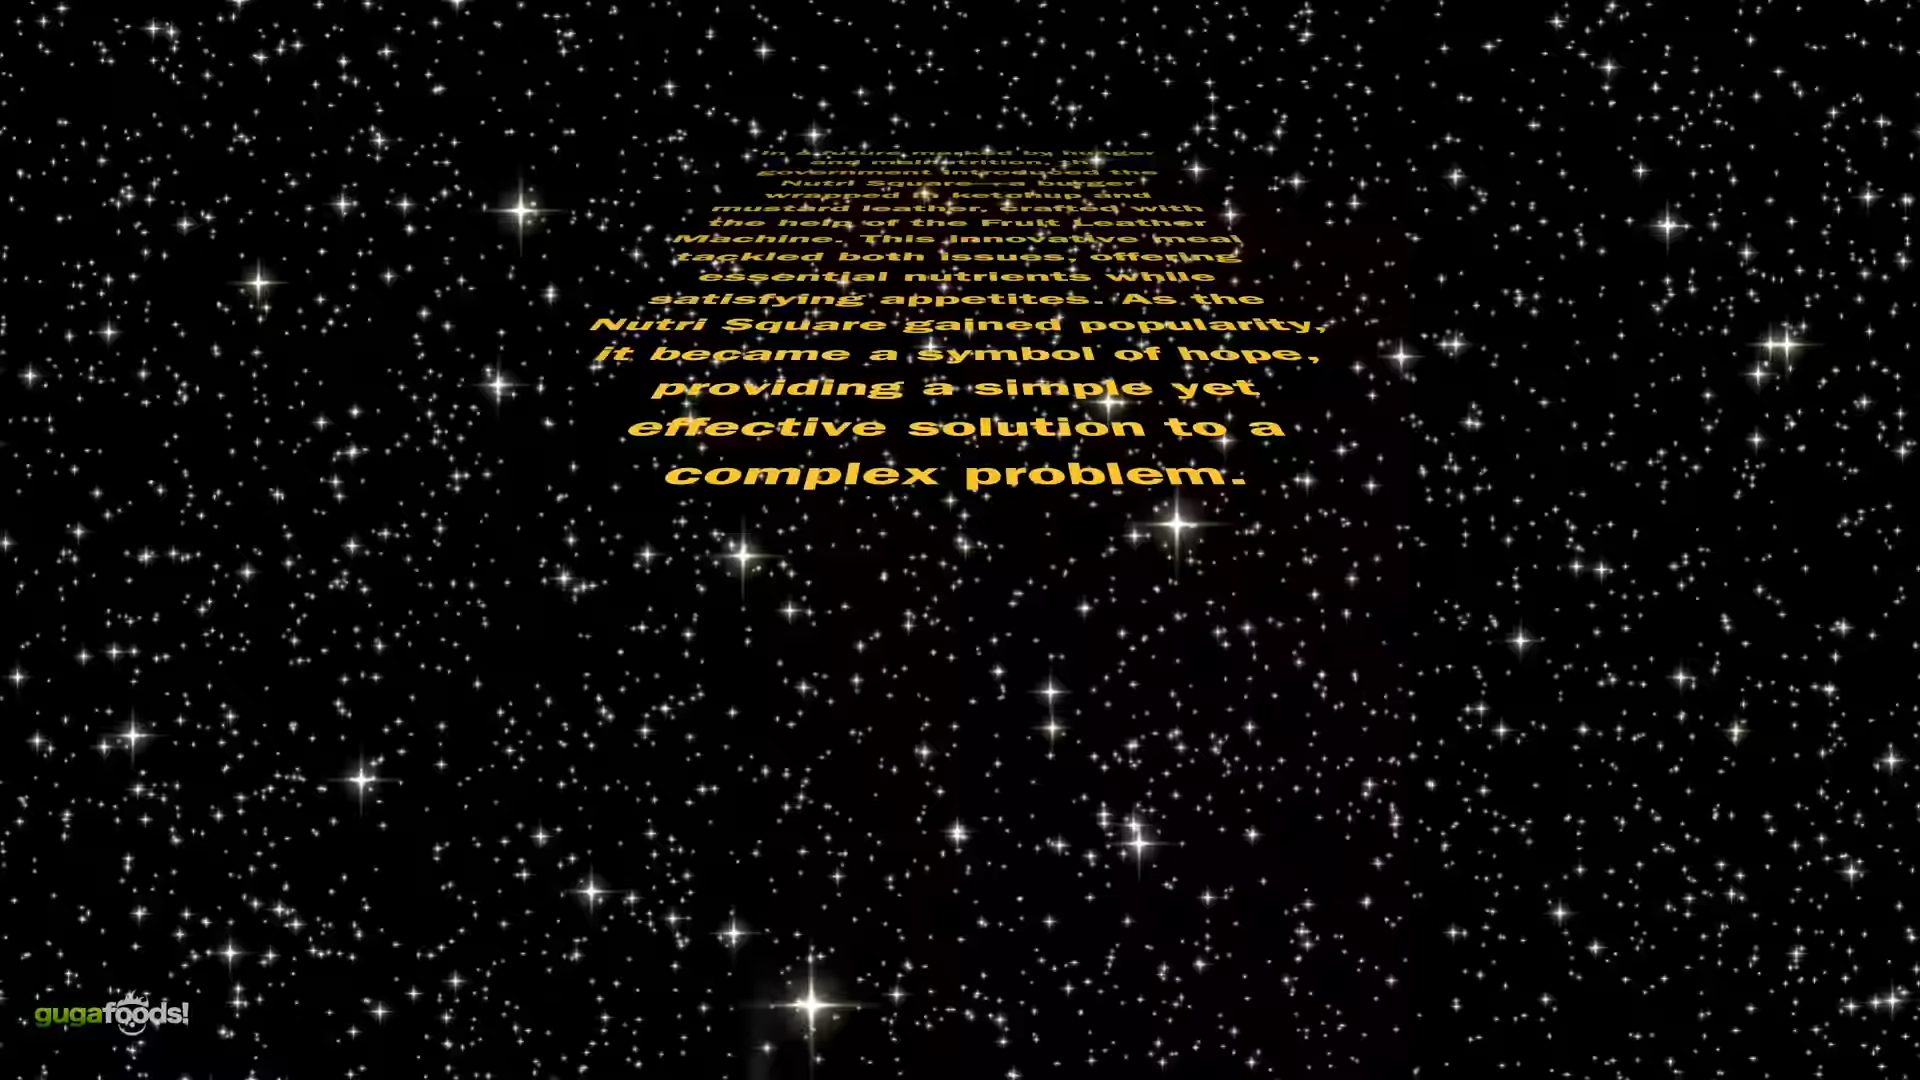 In a future marked by hunger
and malnutrition, the
government introduced the
Nutri Square—a burger
wrapped in ketchup and
mustard leather, crafted with
the help of the Fruit Leather
Machine. This innovative meal
tackled both issues, offering
essential nutrients while
satisfying appetites. As the
Nutri Square gained popularity,
it became a symbol of hope,
providing a simple yet
effective solution to a
complex problem.
gugafoods!